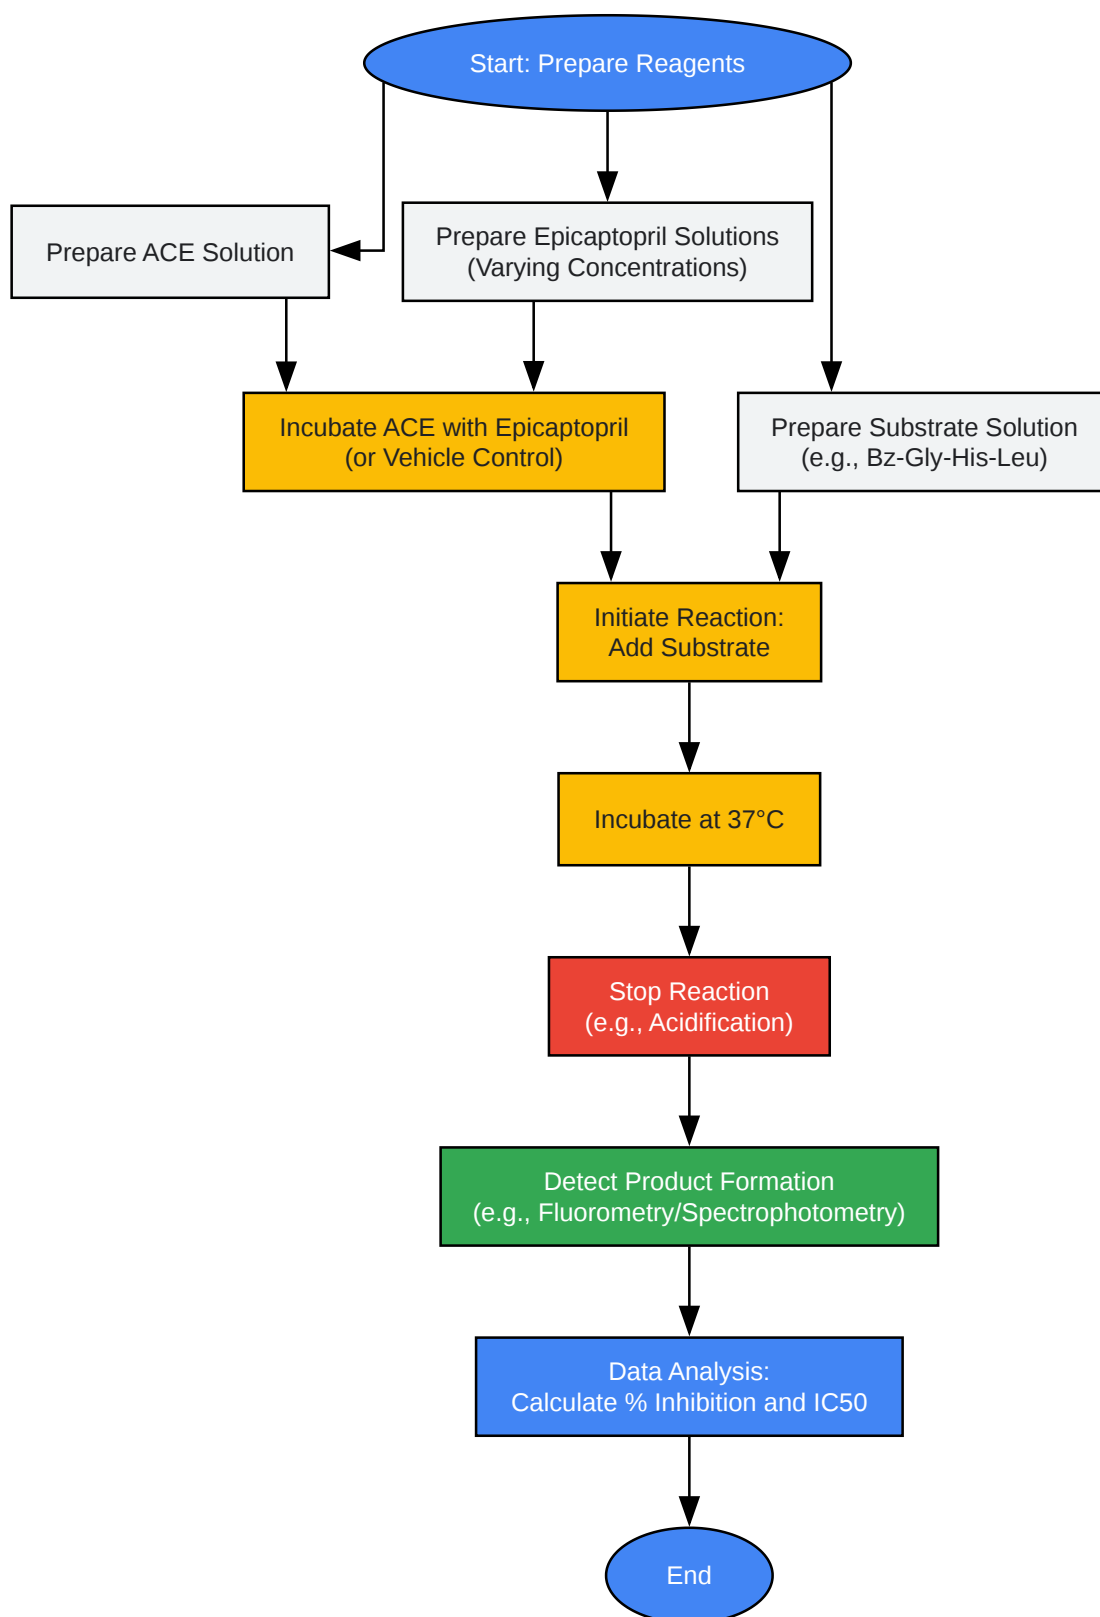 Start: Prepare Reagents
Prepare ACE Solution
Prepare Epicaptopril Solutions
(Varying Concentrations)
Incubate ACE with Epicaptopril
(or Vehicle Control)
Prepare Substrate Solution
(e.g., Bz-Gly-His-Leu)
Initiate Reaction:
Add Substrate
Incubate at 37°C
Stop Reaction
(e.g., Acidification)
Detect Product Formation
(e.g., Fluorometry/Spectrophotometry)
Data Analysis:
Calculate % Inhibition and IC50
End